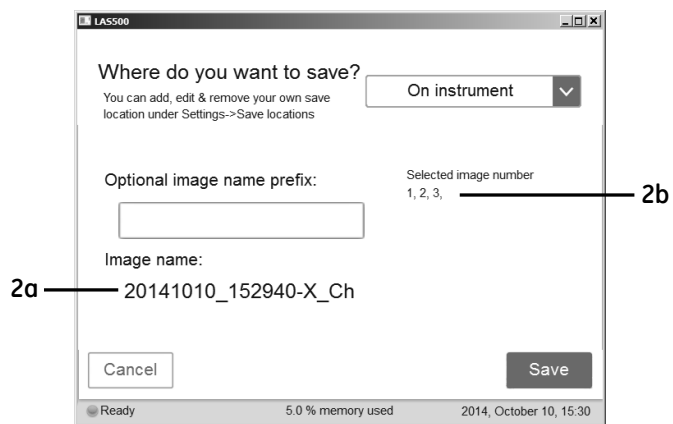 LAS500
Where do you want to save?
You can add, edit & remove your own save
location under Settings->Save locations
On instrument
Optional image name prefix:
Selected image number
1, 2, 3,
2b
Image name:
2a
20141010_152940-X_Ch
Cancel
Save
Ready
5.0 % memory used
2014, October 10, 15:30